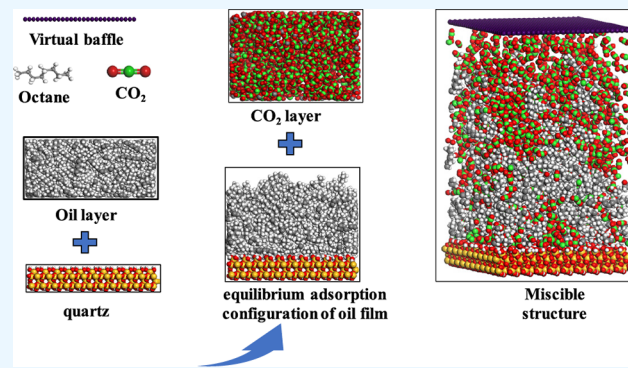 Virtual baffle
Octane
CO₂
Oil layer
quartz
CO₂ layer
equilibrium adsorption
configuration of oil film
Miscible
structure